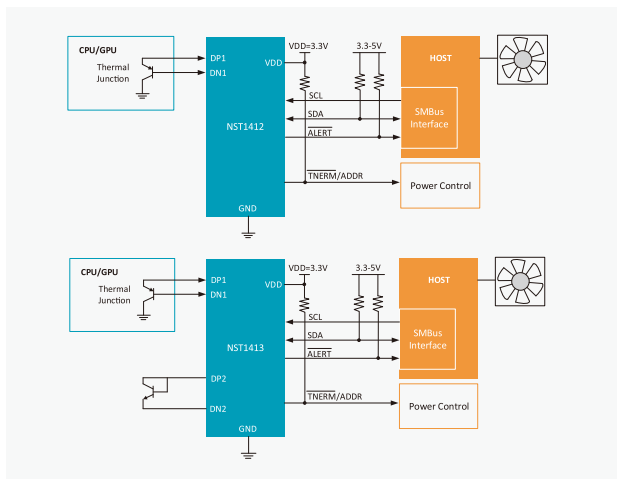 CPU/GPU
Thermal
Junction
DP1
DN1
VDD
NST1412
GND
VDD=3.3V
3.3-5V
SCL
SDA
ALERT
TNERM/ADDR
HOST
SMBus
Interface
Power Control
CPU/GPU
Thermal
Junction
DP1
DN1
VDD
NST1413
DP2
DN2
GND
VDD=3.3V
3.3-5V
SCL
SDA
ALERT
TNERM/ADDR
HOST
SMBus
Interface
Power Control